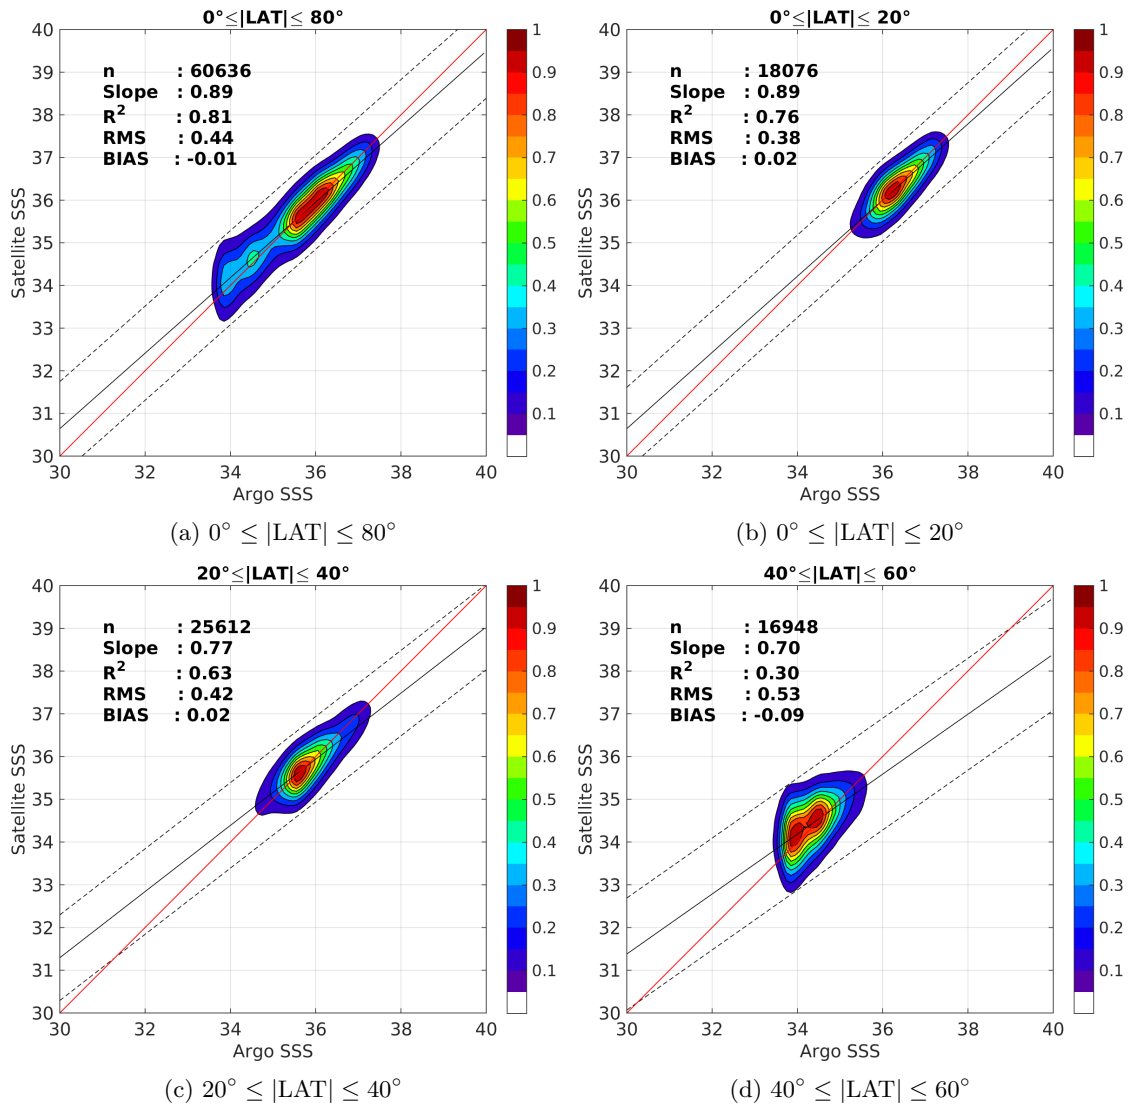 0°≤|LAT|≤ 80°
n : 60636
Slope : 0.89
R2 : 0.81
RMS : 0.44
BIAS : -0.01
40
39
38
37
36
35
34
33
32
31
30
Satellite SSS
30 32 34 36 38 40
Argo SSS
1
0.9
0.8
0.7
0.6
0.5
0.4
0.3
0.2
0.1
(a) 0° ≤ |LAT| ≤ 80°
0°≤|LAT|≤ 20°
n : 18076
Slope : 0.89
R2 : 0.76
RMS : 0.38
BIAS : 0.02
40
39
38
37
36
35
34
33
32
31
30
Satellite SSS
30 32 34 36 38 40
Argo SSS
1
0.9
0.8
0.7
0.6
0.5
0.4
0.3
0.2
0.1
(b) 0° ≤ |LAT| ≤ 20°
20°≤|LAT|≤ 40°
n : 25612
Slope : 0.77
R2 : 0.63
RMS : 0.42
BIAS : 0.02
40
39
38
37
36
35
34
33
32
31
30
Satellite SSS
30 32 34 36 38 40
Argo SSS
1
0.9
0.8
0.7
0.6
0.5
0.4
0.3
0.2
0.1
(c) 20° ≤ |LAT| ≤ 40°
40°≤|LAT|≤ 60°
n : 16948
Slope : 0.70
R2 : 0.30
RMS : 0.53
BIAS : -0.09
40
39
38
37
36
35
34
33
32
31
30
Satellite SSS
30 32 34 36 38 40
Argo SSS
1
0.9
0.8
0.7
0.6
0.5
0.4
0.3
0.2
0.1
(d) 40° ≤ |LAT| ≤ 60°